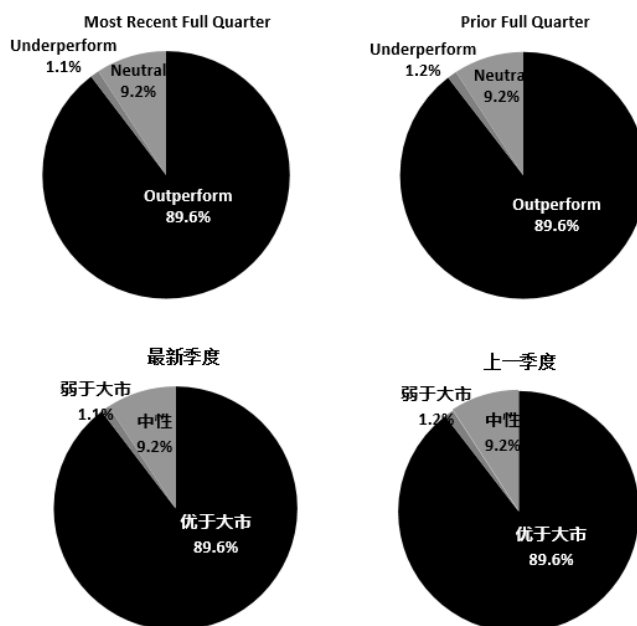 Most Recent Full Quarter
Underperform
1.1%
Neutral
9.2%
Outperform
89.6%
Prior Full Quarter
Underperform
1.2%
Neutra
9.2%
Outperform
89.6%
最新季度
弱于大市
1.1%
中性
9.2%
优于大市
89.6%
上一季度
弱于大市
1.2%
中性
9.2%
优于大市
89.6%